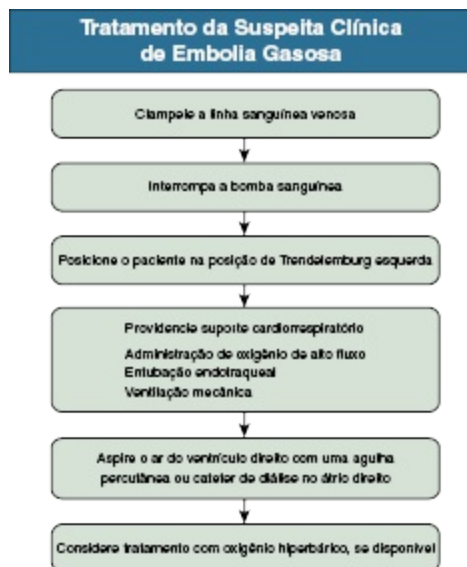 Tratamento da Suspeita Clínica
de Embolia Gasosa
Clampeie a linha sanguínea venosa
Interrompa a bomba sanguínea
Posicione o paciente na posição de Trendelemburg esquerda
Providencie suporte cardiorrespiratório
Administração de oxigênio de alto fluxo
Entubação endotraqueal
Ventilação mecânica
Aspire o ar do ventrículo direito com uma agulha
percutânea ou cateter de diálise no átrio direito
Considere tratamento com oxigênio hiperbárico, se disponível